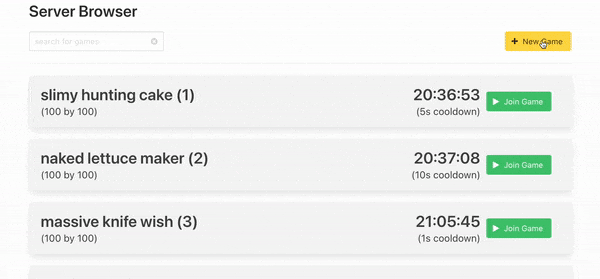 Server Browser
search for games
+ New Game
slimy hunting cake (1)
20:36:53
(100 by 100)
(5s cooldown)
Join Game
naked lettuce maker (2)
20:37:08
(100 by 100)
(10s cooldown)
Join Game
massive knife wish (3)
21:05:45
(100 by 100)
(1s cooldown)
Join Game